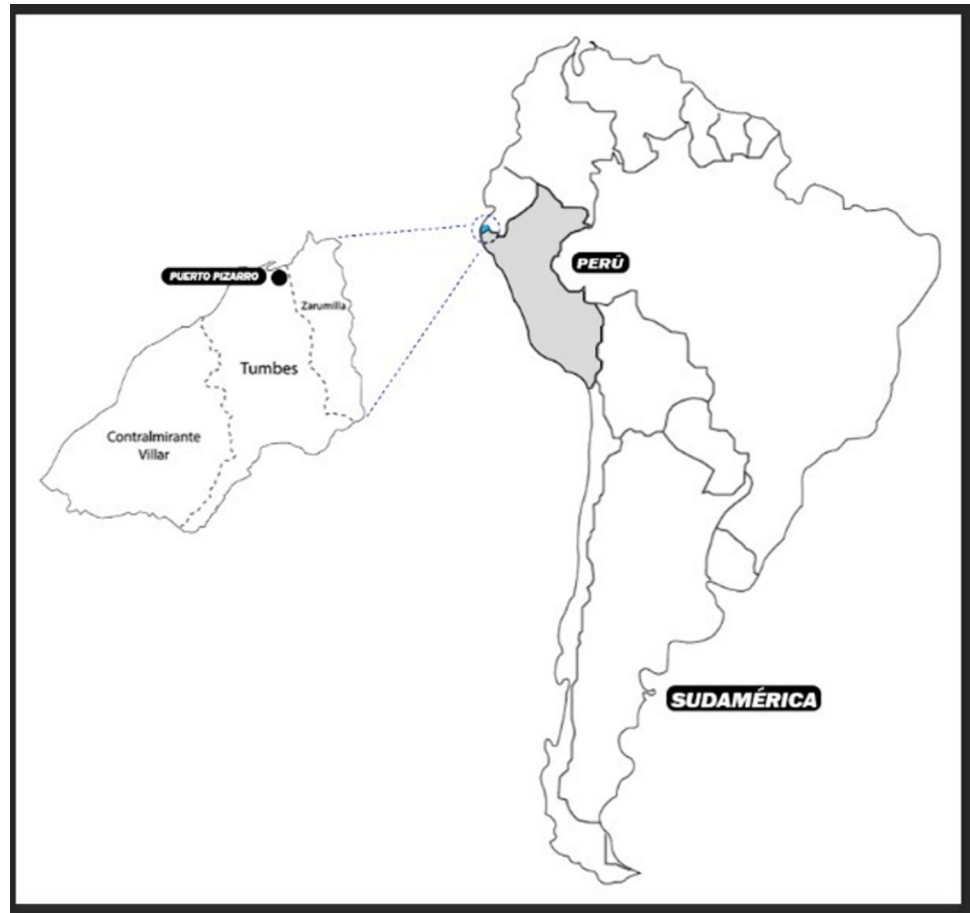 PUERTO PIZARRO
Zarumilla
Tumbes
Contralmirante
Villar
PERÚ
SUDAMÉRICA